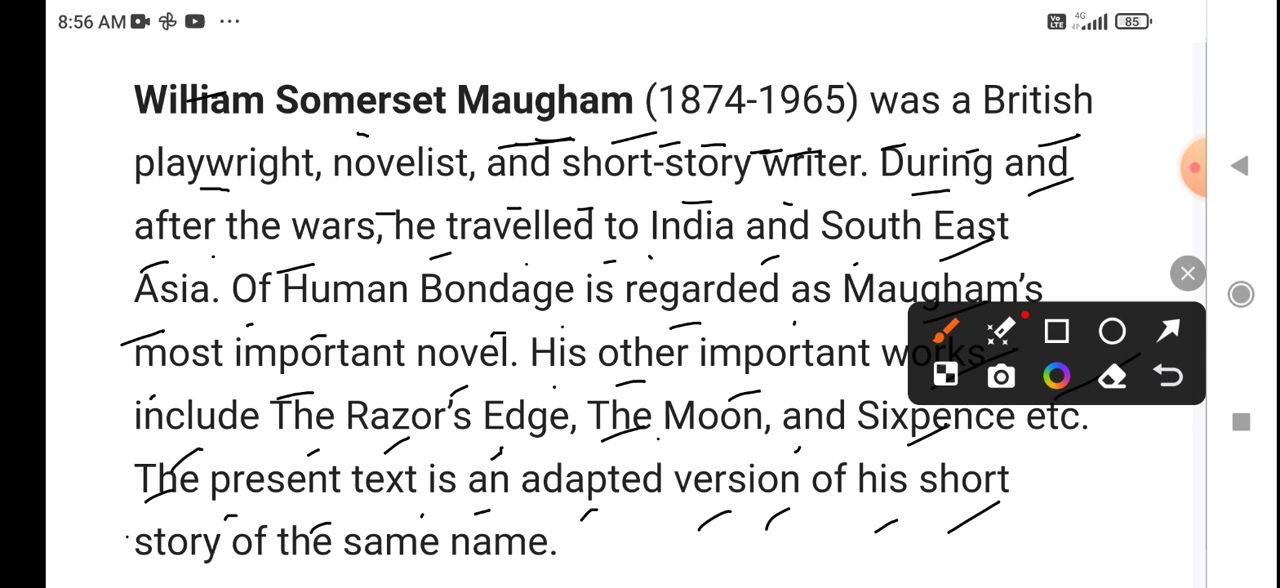 8:56 AM ...
Vo LTE 4G 85
William Somerset Maugham (1874-1965) was a British
playwright, novelist, and short-story writer. During and
after the wars, he travelled to India and South East
Asia. Of Human Bondage is regarded as Maugham's
most important novel. His other important works
include The Razor's Edge, The Moon, and Sixpence etc.
The present text is an adapted version of his short
story of the same name.